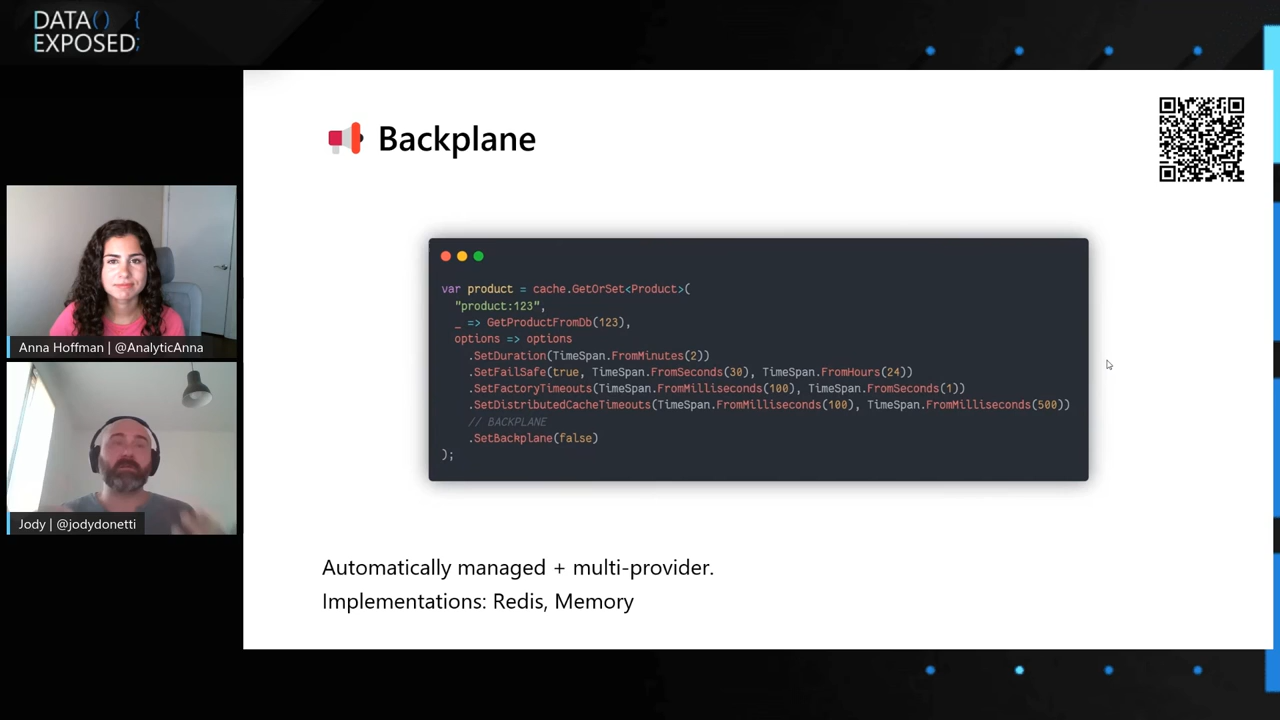 DATA() {
EXPOSED;
Backplane
var product = cache.GetOrSet<Product>(
"product:123",
_ => GetProductFromDb(123),
options => options
.SetDuration(TimeSpan.FromMinutes(2))
.SetFailSafe(true, TimeSpan.FromSeconds(30), TimeSpan.FromHours(24))
.SetFactoryTimeouts(TimeSpan.FromMilliseconds(100), TimeSpan.FromSeconds(1))
.SetDistributedCacheTimeouts(TimeSpan.FromMilliseconds(100), TimeSpan.FromMilliseconds(500))
// BACKPLANE
.SetBackplane(false)
);
Automatically managed + multi-provider.
Implementations: Redis, Memory
Anna Hoffman | @AnalyticAnna
Jody | @jodydonetti